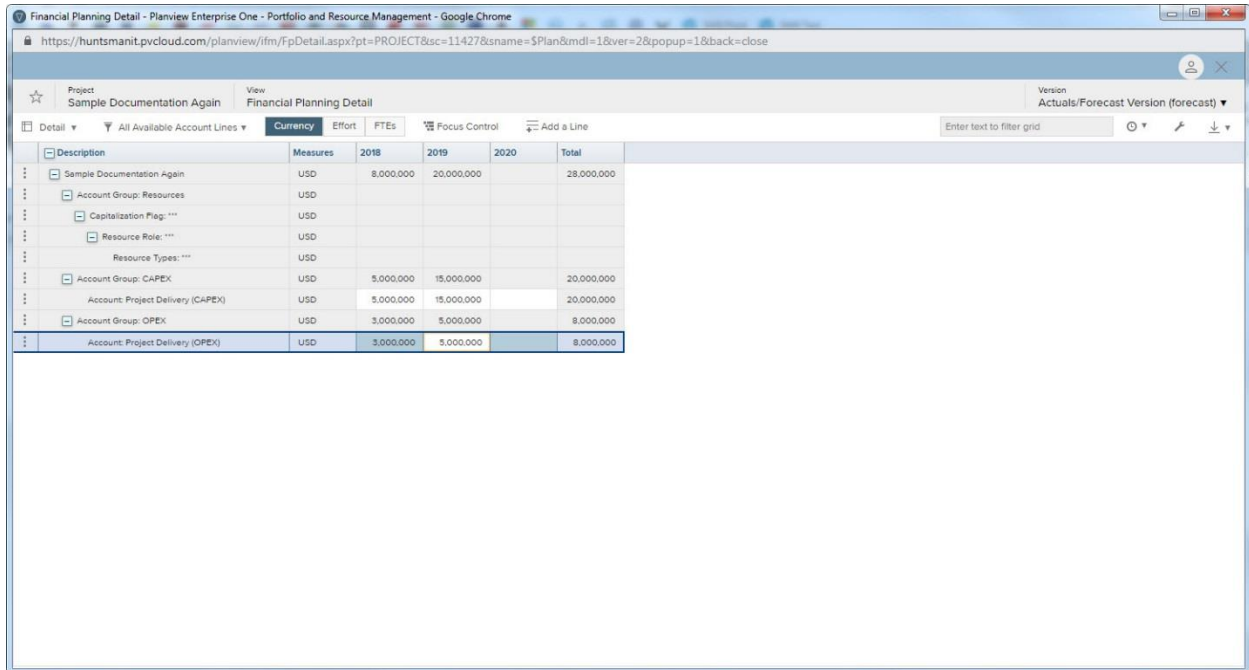 Financial Planning Detail - Planview Enterprise One - Portfolio and Resource Management - Google Chrome
https://huntsmanit.pvcloud.com/planview/ifm/FpDetail.aspx?pt=PROJECT&sc=11427&sname=$Plan&mdl=1&ver=2&popup=1&back=close
Project View Version
Sample Documentation Again Financial Planning Detail Actuals/Forecast Version (forecast)
Detail All Available Account Lines Currency Effort FTEs Focus Control Add a Line Enter text to filter grid
Description Measures 2018 2019 2020 Total
Sample Documentation Again USD 8,000,000 20,000,000 28,000,000
Account Group: Resources USD
Capitalization Flag: *** USD
Resource Role: *** USD
Resource Types: *** USD
Account Group: CAPEX USD 5,000,000 15,000,000 20,000,000
Account: Project Delivery (CAPEX) USD 5,000,000 15,000,000 20,000,000
Account Group: OPEX USD 3,000,000 5,000,000 8,000,000
Account: Project Delivery (OPEX) USD 3,000,000 5,000,000 8,000,000